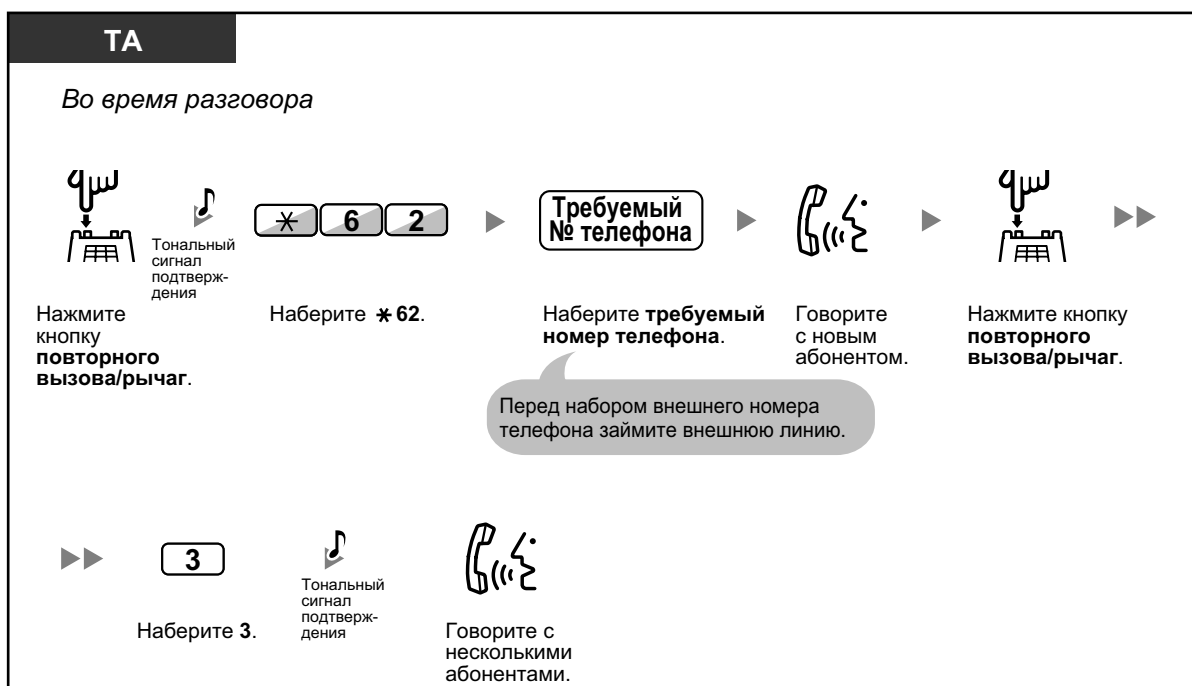 ТА
Во время разговора
Тональный
сигнал
подтверж-
дения
* 6 2
Требуемый
№ телефона
Нажмите
кнопку
повторного
вызова/рычаг.
Наберите * 62.
Наберите требуемый
номер телефона.
Говорите
с новым
абонентом.
Нажмите кнопку
повторного
вызова/рычаг.
Перед набором внешнего номера
телефона займите внешнюю линию.
3
Тональный
сигнал
подтверж-
дения
Наберите 3.
Говорите с
несколькими
абонентами.